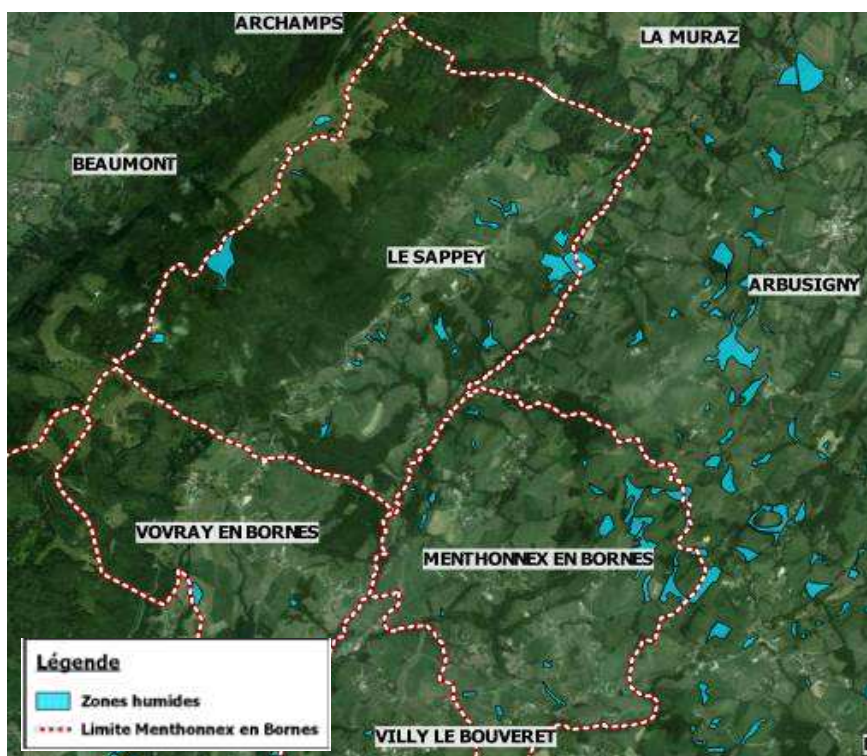 ARCHAMPS
LA MURAZ
BEAUMONT
LE SAPPEY
ARBUSIGNY
VOVRAY EN BORNES
MENTHONNEX EN BORNES
Légende
Zones humides
Limite Menthonnex en Bornes
VILLY LE BOUVERET